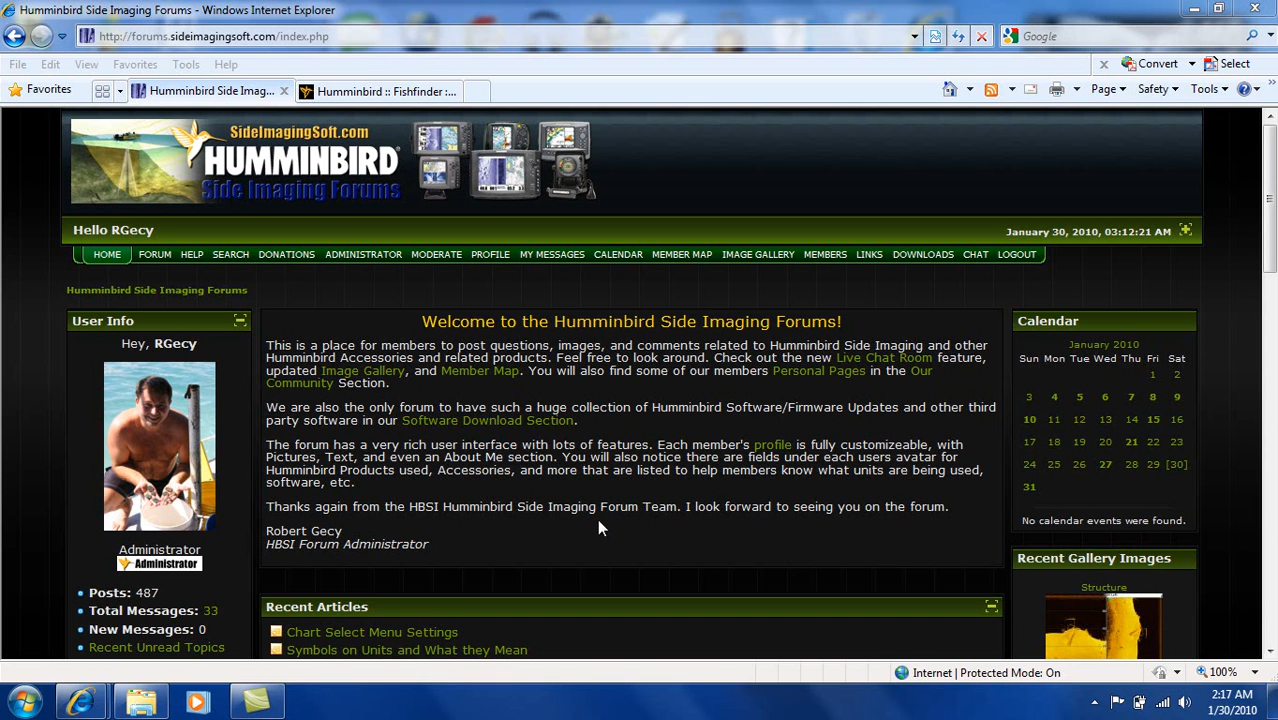 Humminbird Side Imaging Forums - Windows Internet Explorer
http://forums.sideimagingsoft.com/index.php
Google
File Edit View Favorites Tools Help
Convert Select
Favorites
Humminbird Side Imag...
Humminbird :: Fishfinder :...
Page Safety Tools
SideImagingSoft.com
HUMMINBIRD
Side Imaging Forums
Hello RGecy
January 30, 2010, 03:12:21 AM
HOME FORUM HELP SEARCH DONATIONS ADMINISTRATOR MODERATE PROFILE MY MESSAGES CALENDAR MEMBER MAP IMAGE GALLERY MEMBERS LINKS DOWNLOADS CHAT LOGOUT
Humminbird Side Imaging Forums
User Info
Hey, RGecy
Administrator
Administrator
Posts: 487
Total Messages: 33
New Messages: 0
Recent Unread Topics
Welcome to the Humminbird Side Imaging Forums!
This is a place for members to post questions, images, and comments related to Humminbird Side Imaging and other
Humminbird Accessories and related products. Feel free to look around. Check out the new Live Chat Room feature,
updated Image Gallery, and Member Map. You will also find some of our members Personal Pages in the Our
Community Section.
We are also the only forum to have such a huge collection of Humminbird Software/Firmware Updates and other third
party software in our Software Download Section.
The forum has a very rich user interface with lots of features. Each member's profile is fully customizeable, with
Pictures, Text, and even an About Me section. You will also notice there are fields under each users avatar for
Humminbird Products used, Accessories, and more that are listed to help members know what units are being used,
software, etc.
Thanks again from the HBSI Humminbird Side Imaging Forum Team. I look forward to seeing you on the forum.
Robert Gecy
HBSI Forum Administrator
Recent Articles
Chart Select Menu Settings
Symbols on Units and What they Mean
Calendar
January 2010
Sun Mon Tue Wed Thu Fri Sat
1 2
3 4 5 6 7 8 9
10 11 12 13 14 15 16
17 18 19 20 21 22 23
24 25 26 27 28 29 [30]
31
No calendar events were found.
Recent Gallery Images
Structure
Internet | Protected Mode: On
100%
2:17 AM
1/30/2010